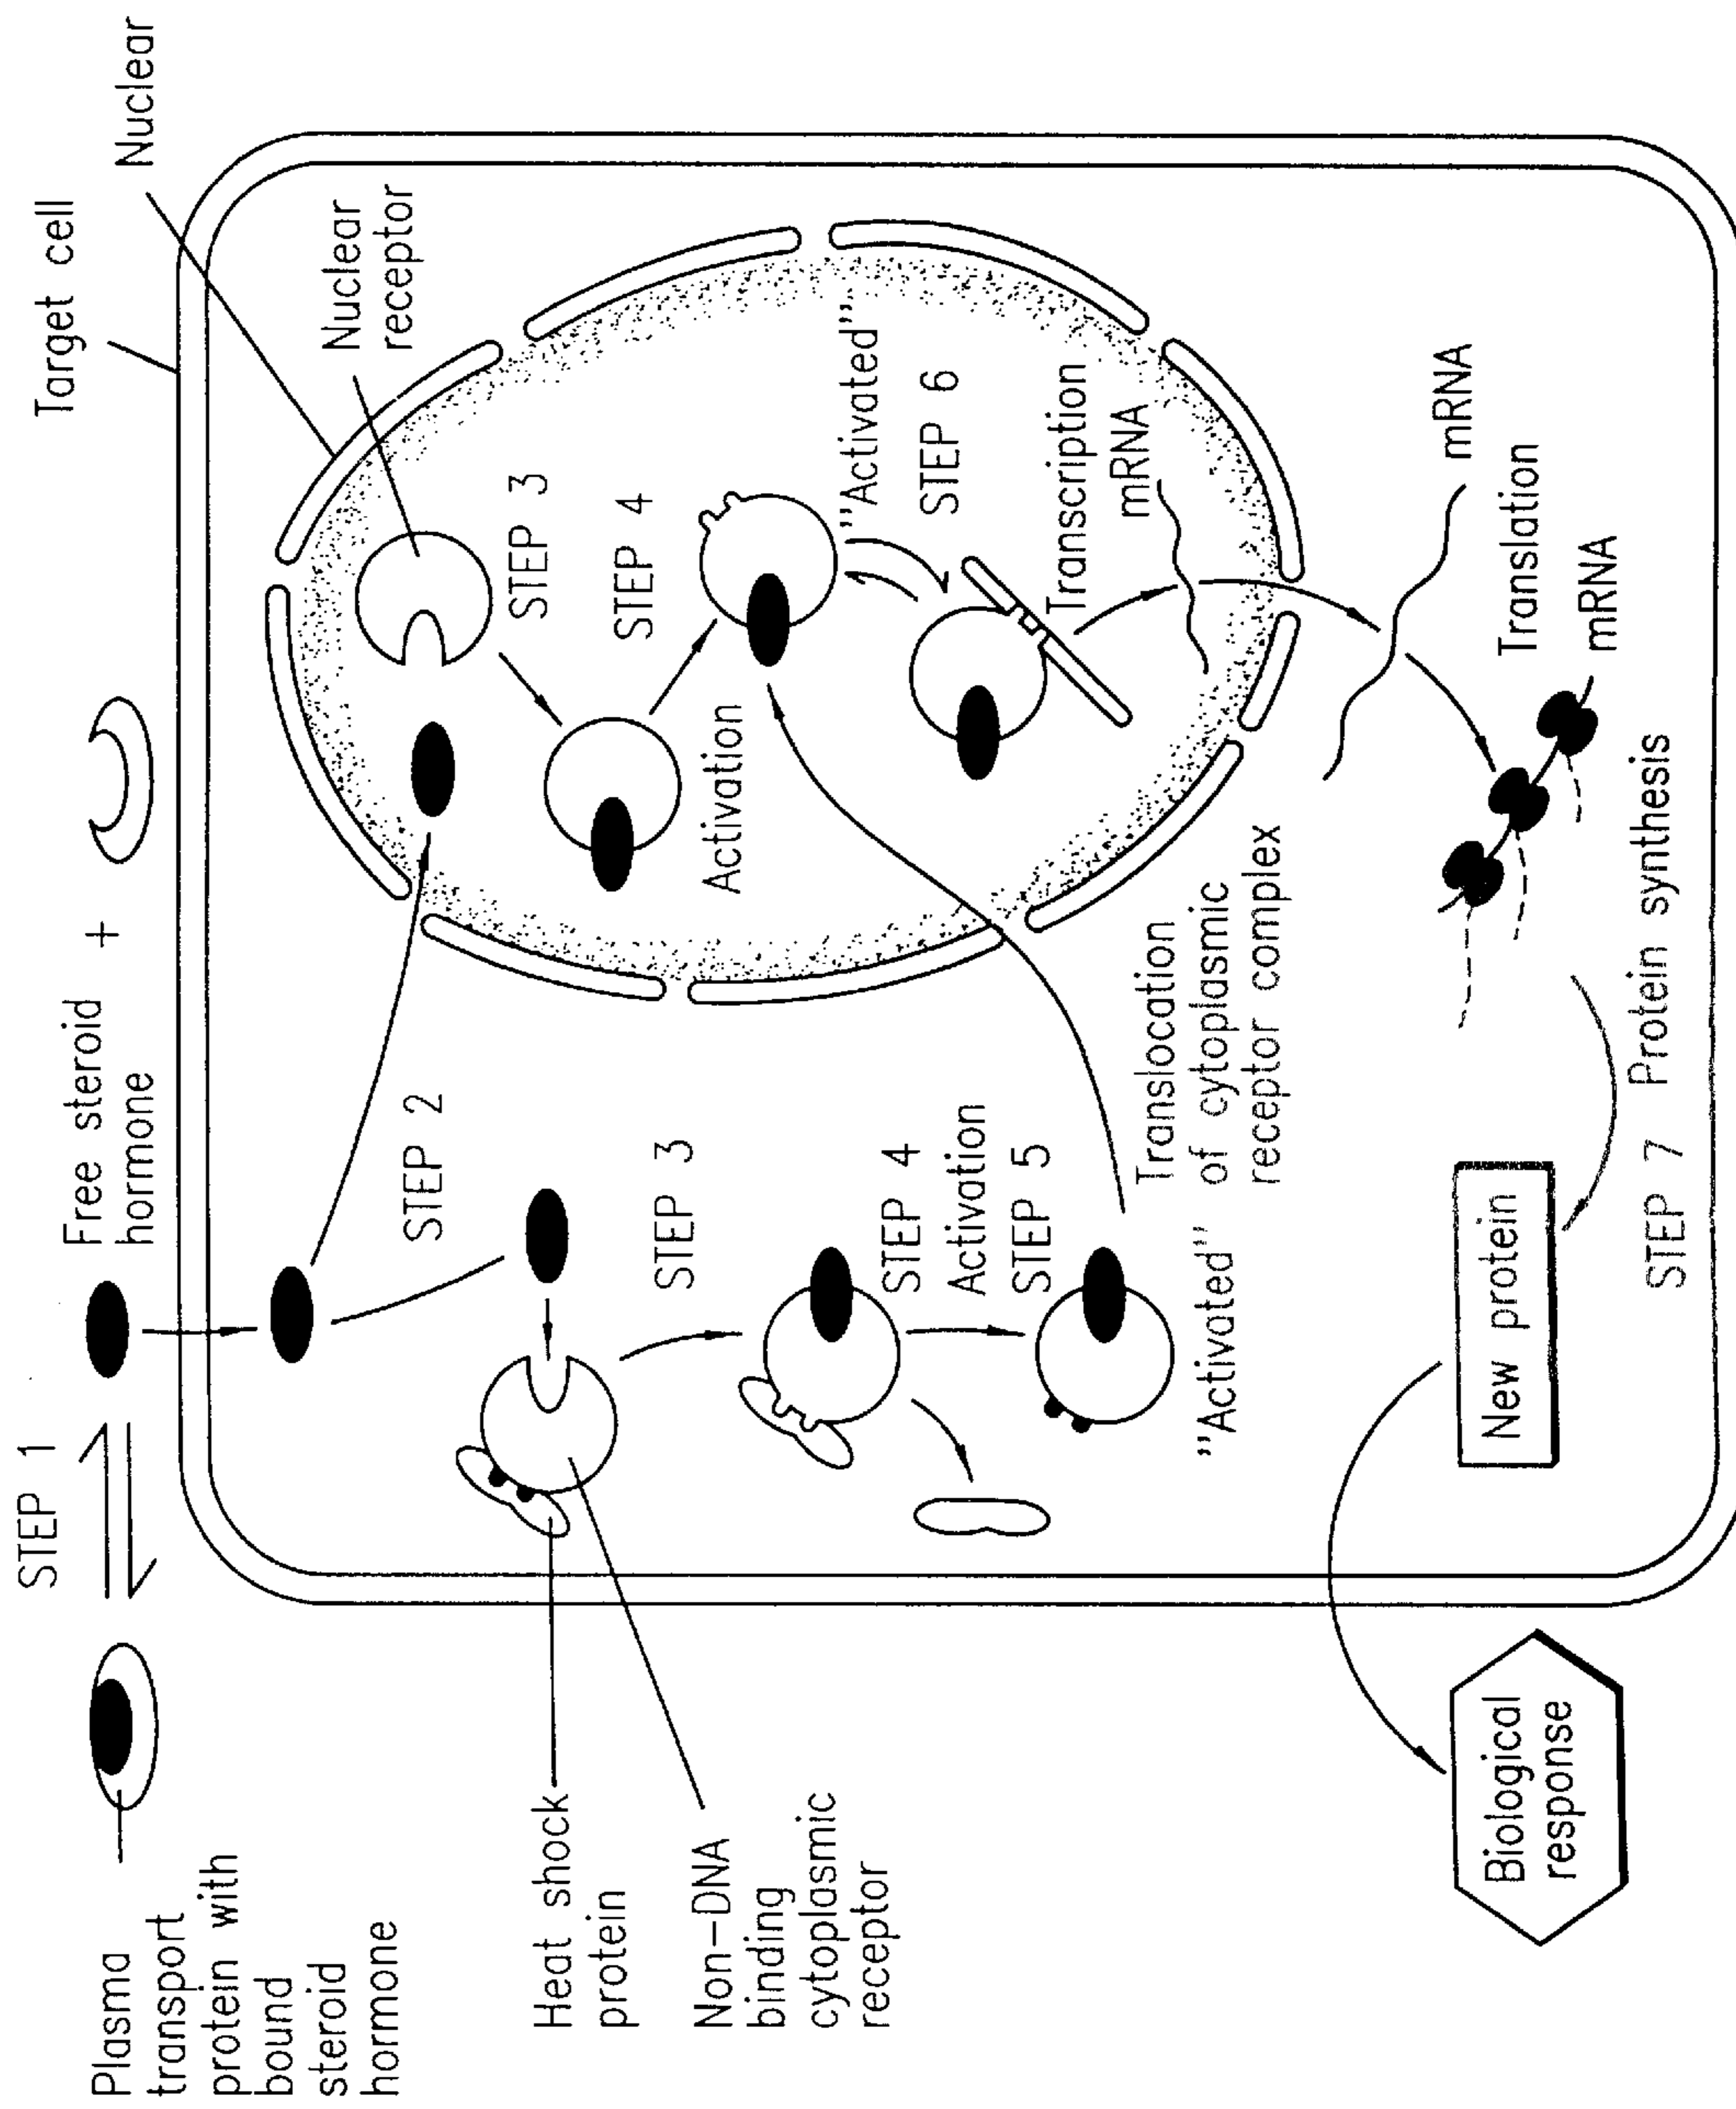 STEP 1
Plasma
transport
protein with
bound
steroid
hormone
Free steroid
hormone
+
Target cell
Nuclear
STEP 2
Nuclear
receptor
Heat shock
protein
Non-DNA
binding
cytoplasmic
receptor
STEP 3
STEP 4
Activation
STEP 5
"Activated"
Translocation
of cytoplasmic
receptor complex
STEP 3
STEP 4
Activation
"Activated"
STEP 6
Transcription
mRNA
mRNA
Translation
mRNA
STEP 7 Protein synthesis
New protein
Biological
response